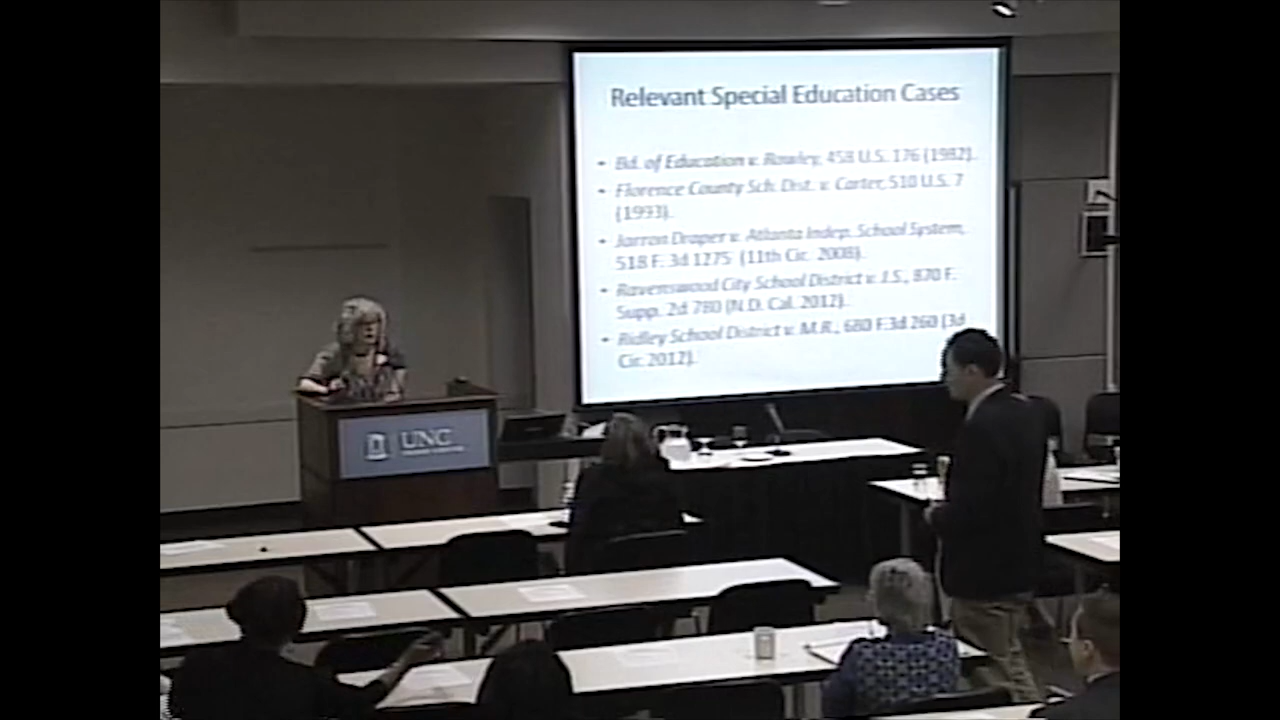 Relevant Special Education Cases
• Bd. of Education v. Rowley, 458 U.S. 176 (1982).
• Florence County Sch. Dist. v. Carter, 510 U.S. 7
(1993).
• Jarron Draper v. Atlanta Indep. School System,
518 F. 3d 1275 (11th Cir. 2008).
• Ravenswood City School District v. J.S., 870 F.
Supp. 2d 780 (N.D. Cal. 2012).
• Ridley School District v. M.R., 680 F.3d 260 (3d
Cir. 2012).
UNC